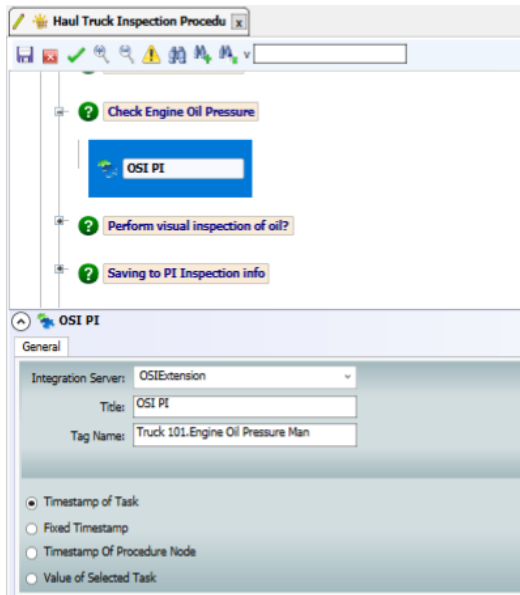 Haul Truck Inspection Procedu x
v
Check Engine Oil Pressure
OSI PI
Perform visual inspection of oil?
Saving to PI Inspection info
OSI PI
General
Integration Server: OSIExtension
Title: OSI PI
Tag Name: Truck 101.Engine Oil Pressure Man
Timestamp of Task
Fixed Timestamp
Timestamp Of Procedure Node
Value of Selected Task